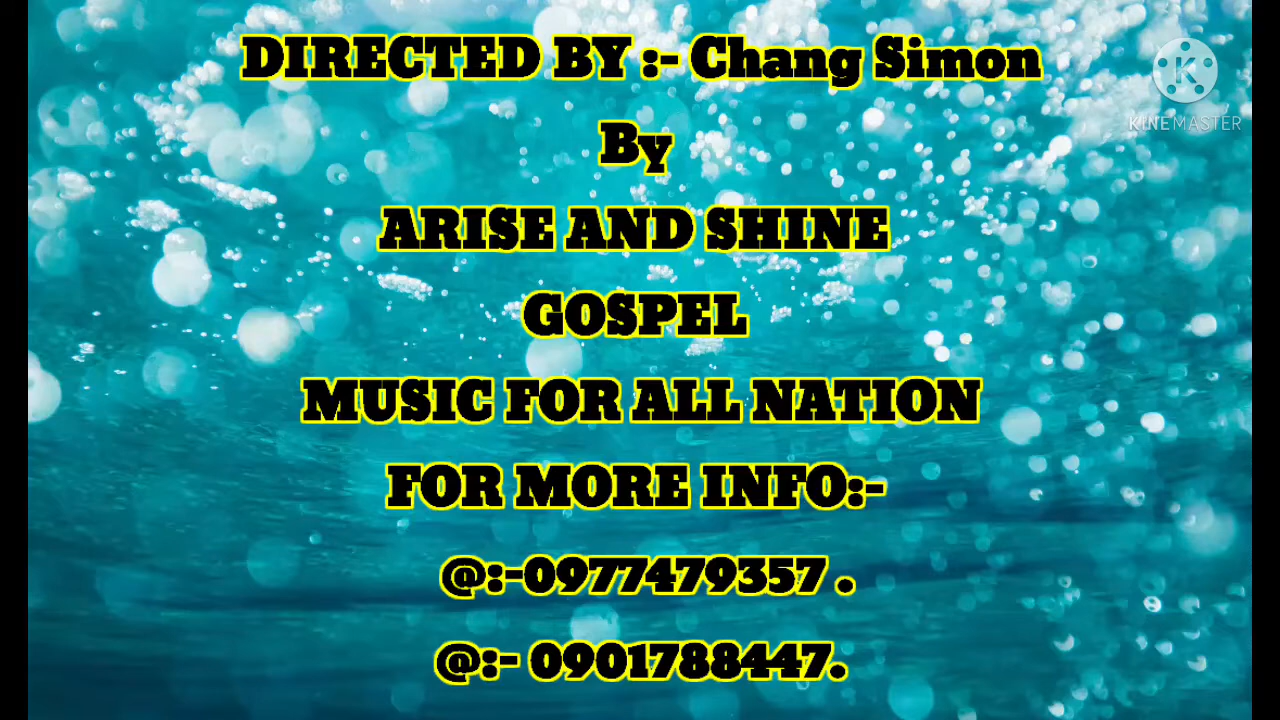 DIRECTED BY :- Chang Simon
K
KINEMASTER
By
ARISE AND SHINE
GOSPEL
MUSIC FOR ALL NATION
FOR MORE INFO:-
@:-0977479357 .
@:- 0901788447.